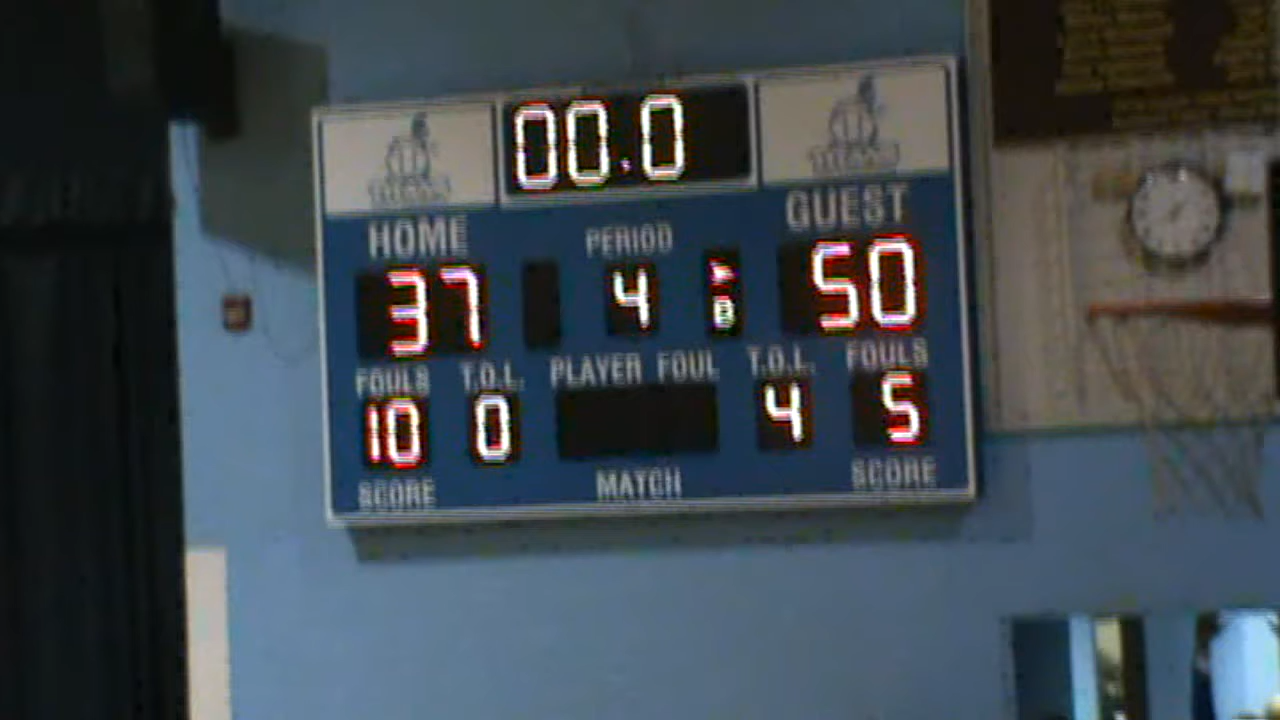 00.0
HOME PERIOD GUEST
37 4 B 50
FOULS T.O.L. PLAYER FOUL T.O.L. FOULS
10 0 4 5
SCORE MATCH SCORE